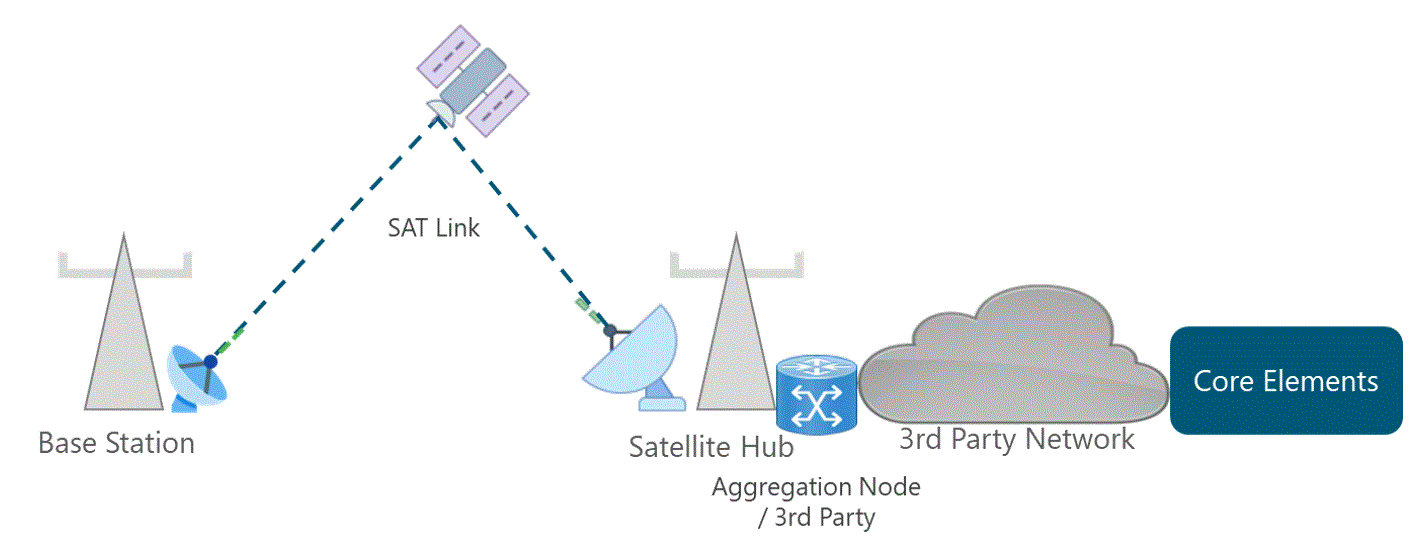 SAT Link
Base Station
Satellite Hub
3rd Party Network
Core Elements
Aggregation Node
/ 3rd Party